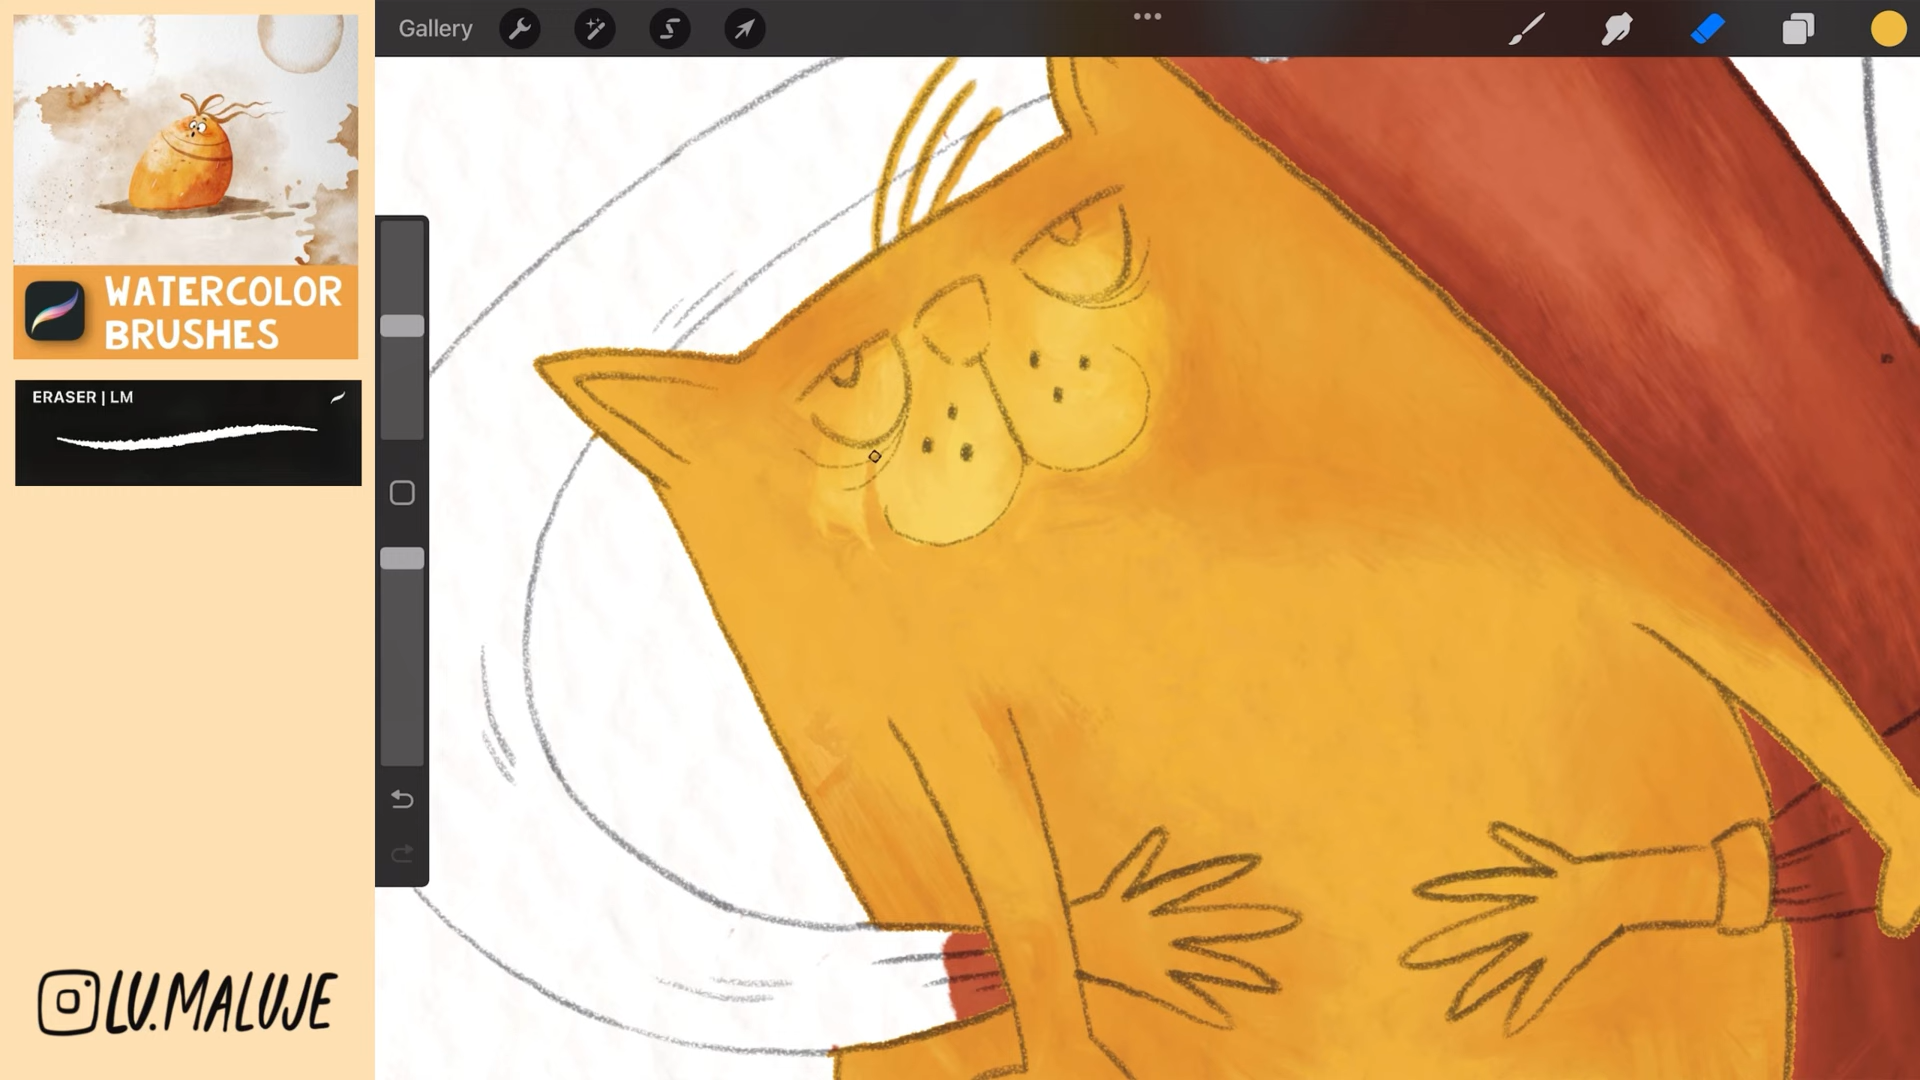 Gallery
WATERCOLOR
BRUSHES
ERASER | LM
LU.MALUJE